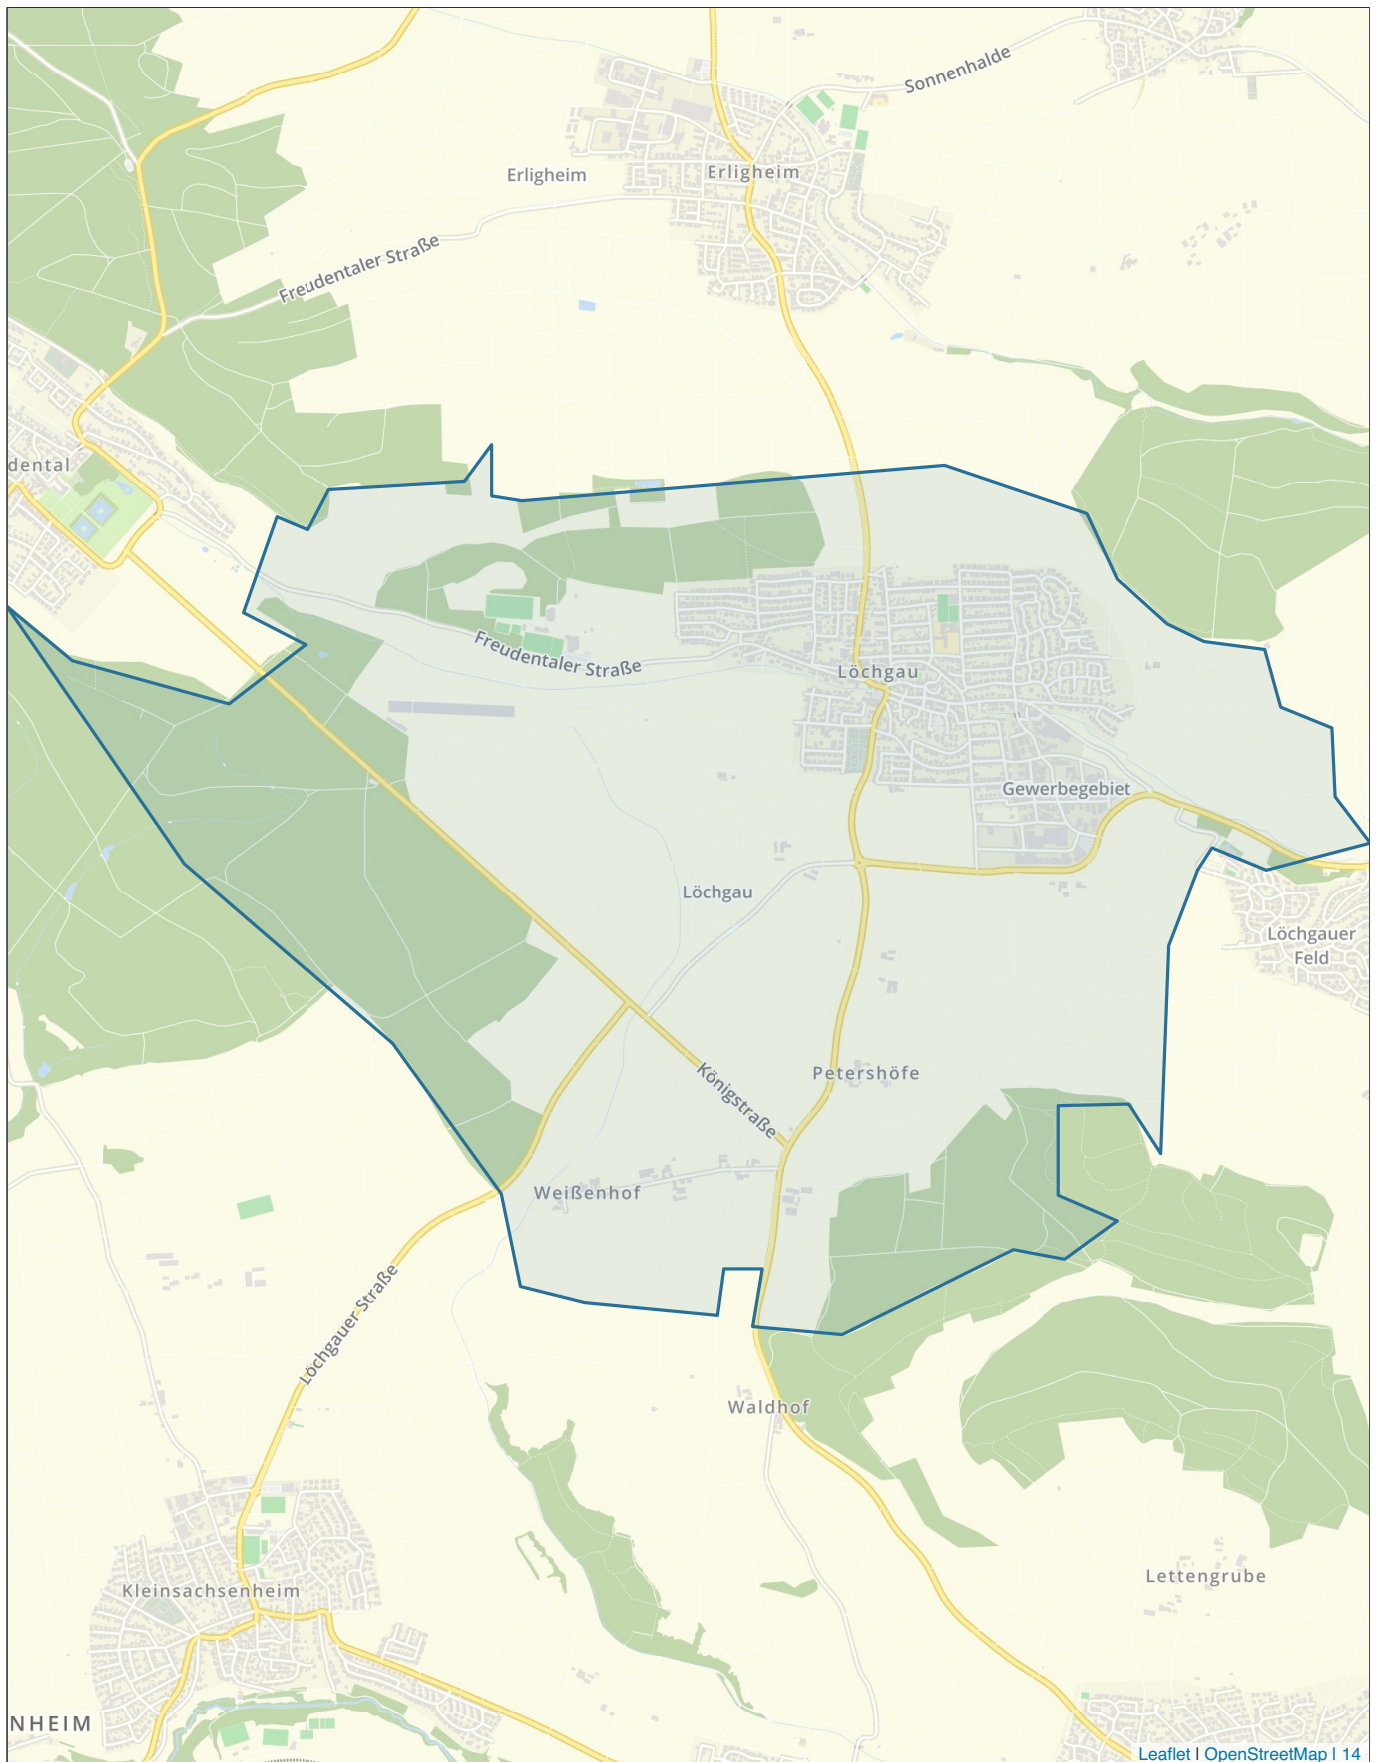 Sonnenhalde
Erligheim
Erligheim
Freudentaler Straße
dental
Freudentaler Straße
Löchgau
Gewerbegebiet
Löchgau
Löchgauer
Feld
Petershöfe
Königstraße
Weißenhof
Löchgauer Straße
Waldhof
Lettengrube
Kleinsachsenheim
NHEIM
Leaflet | OpenStreetMap | 14